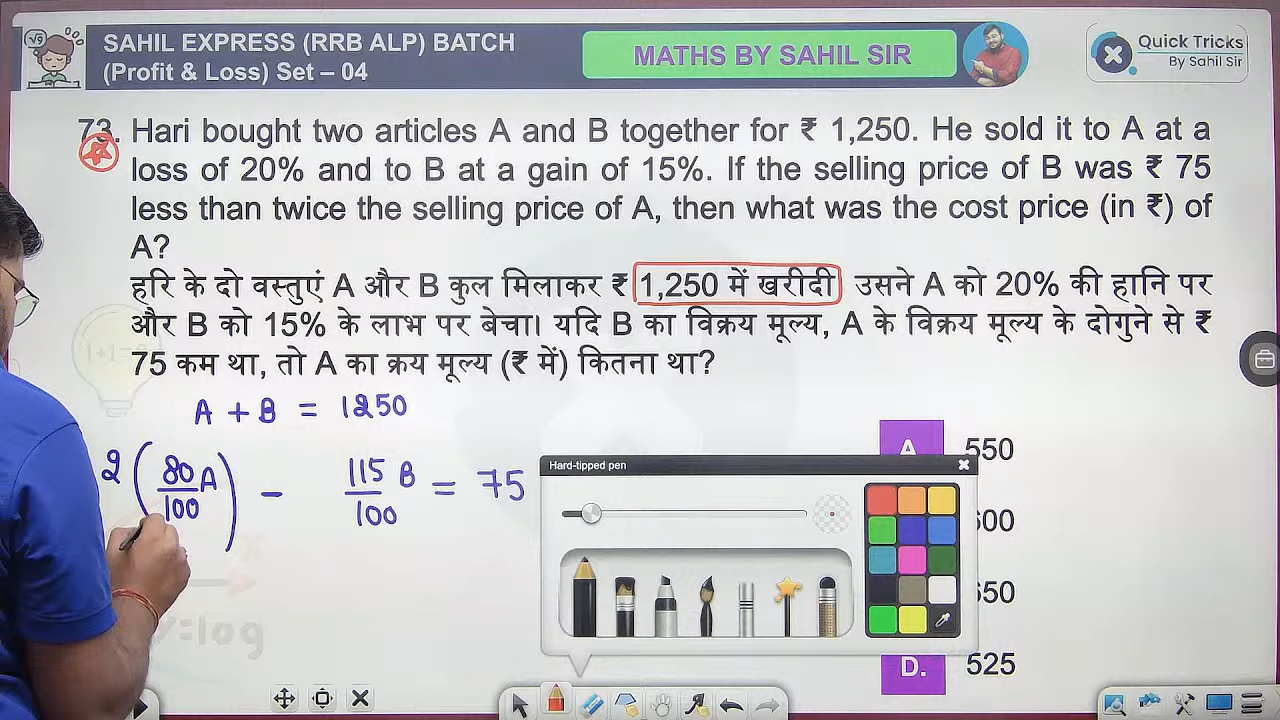 SAHIL EXPRESS (RRB ALP) BATCH
(Profit & Loss) Set – 04
MATHS BY SAHIL SIR
Quick Tricks
By Sahil Sir
73. Hari bought two articles A and B together for ₹ 1,250. He sold it to A at a
loss of 20% and to B at a gain of 15%. If the selling price of B was ₹ 75
less than twice the selling price of A, then what was the cost price (in ₹) of
A?
हरि के दो वस्तुएं A और B कुल मिलाकर ₹ 1,250 में खरीदी उसने A को 20% की हानि पर
और B को 15% के लाभ पर बेचा। यदि B का विक्रय मूल्य, A के विक्रय मूल्य के दोगुने से ₹
75 कम था, तो A का क्रय मूल्य (₹ में) कितना था?
A + B = 1250
2 (80/100 A) - 115/100 B = 75
Hard-tipped pen
A. 550
00
50
D. 525